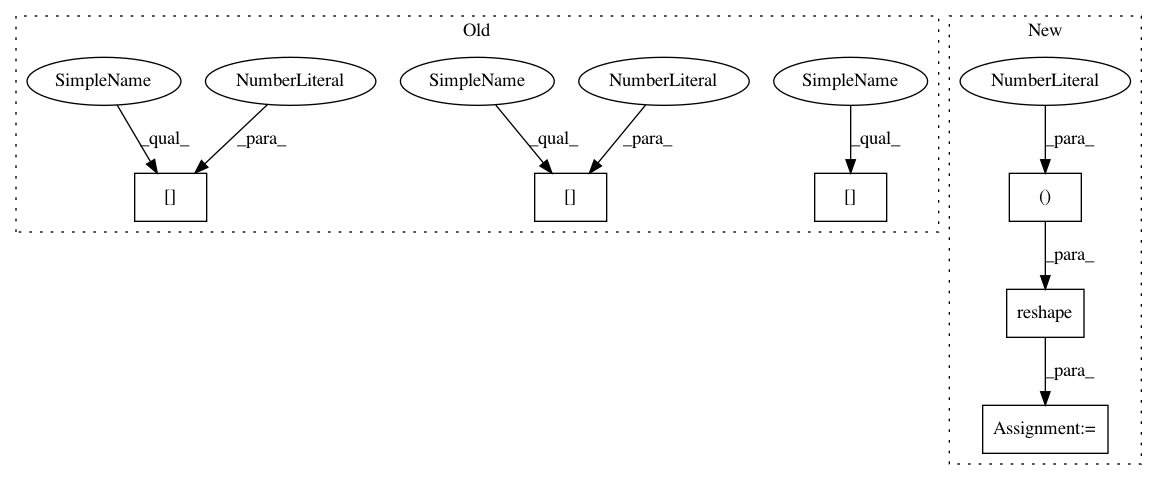 Old
New
SimpleName
NumberLiteral
SimpleName
NumberLiteral
SimpleName
NumberLiteral
_qual_
_para_
_qual_
_para_
_qual_
_para_
[]
[]
[]
()
_para_
reshape
_para_
Assignment:=